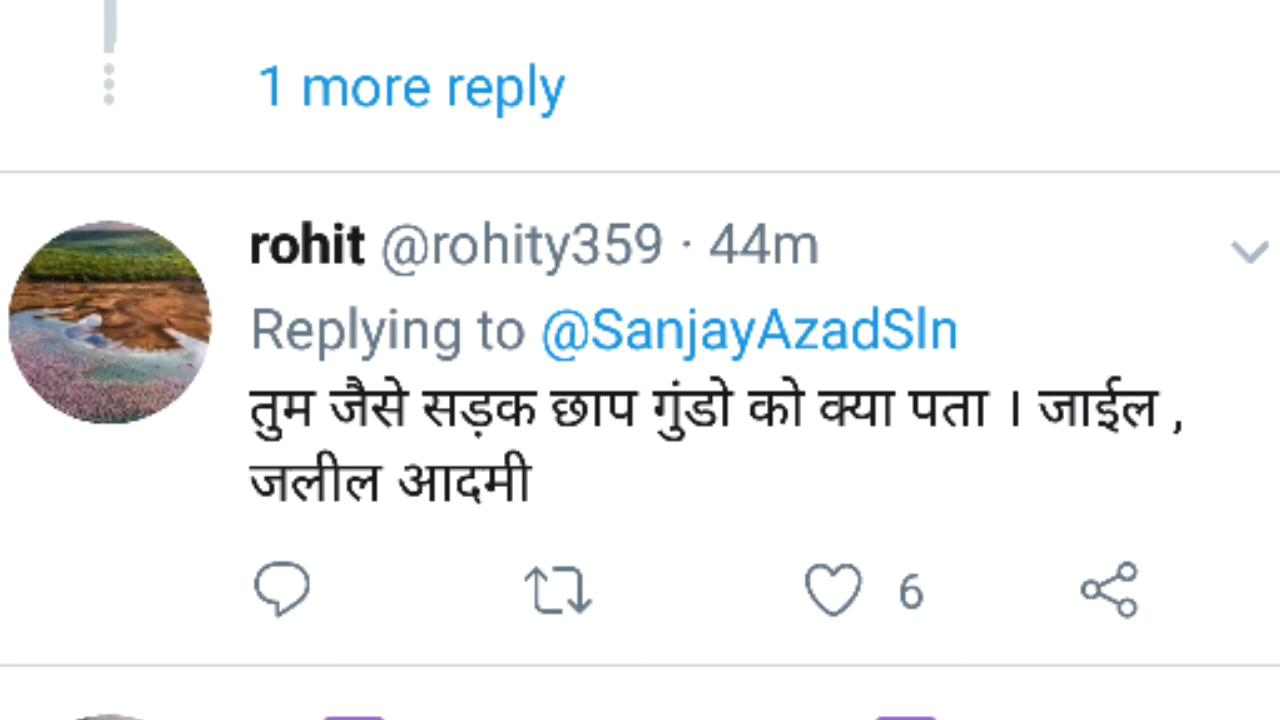 1 more reply
rohit @rohity359 · 44m
Replying to @SanjayAzadSln
तुम जैसे सड़क छाप गुंडो को क्या पता । जाईल ,
जलील आदमी
6